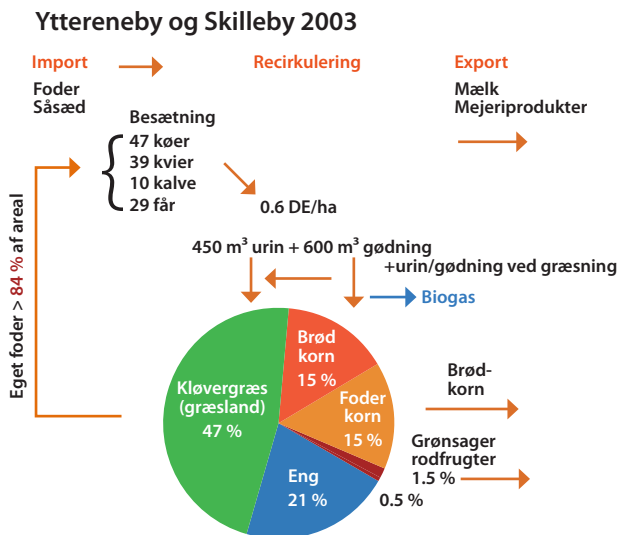 Yttereneby og Skilleby 2003
Import
Recirkulering
Export
Foder
Såsæd
Mælk
Mejeriprodukter
Besætning
47 køer
39 kvier
10 kalve
29 får
0.6 DE/ha
Eget foder > 84 % af areal
450 m³ urin + 600 m³ gødning
+urin/gødning ved græsning
Biogas
Brød
korn
15 %
Kløvergræs
(græsland)
47 %
Foder
korn
15 %
Eng
21 %
Brød-
korn
Grønsager
rodfrugter
1.5 %
0.5 %